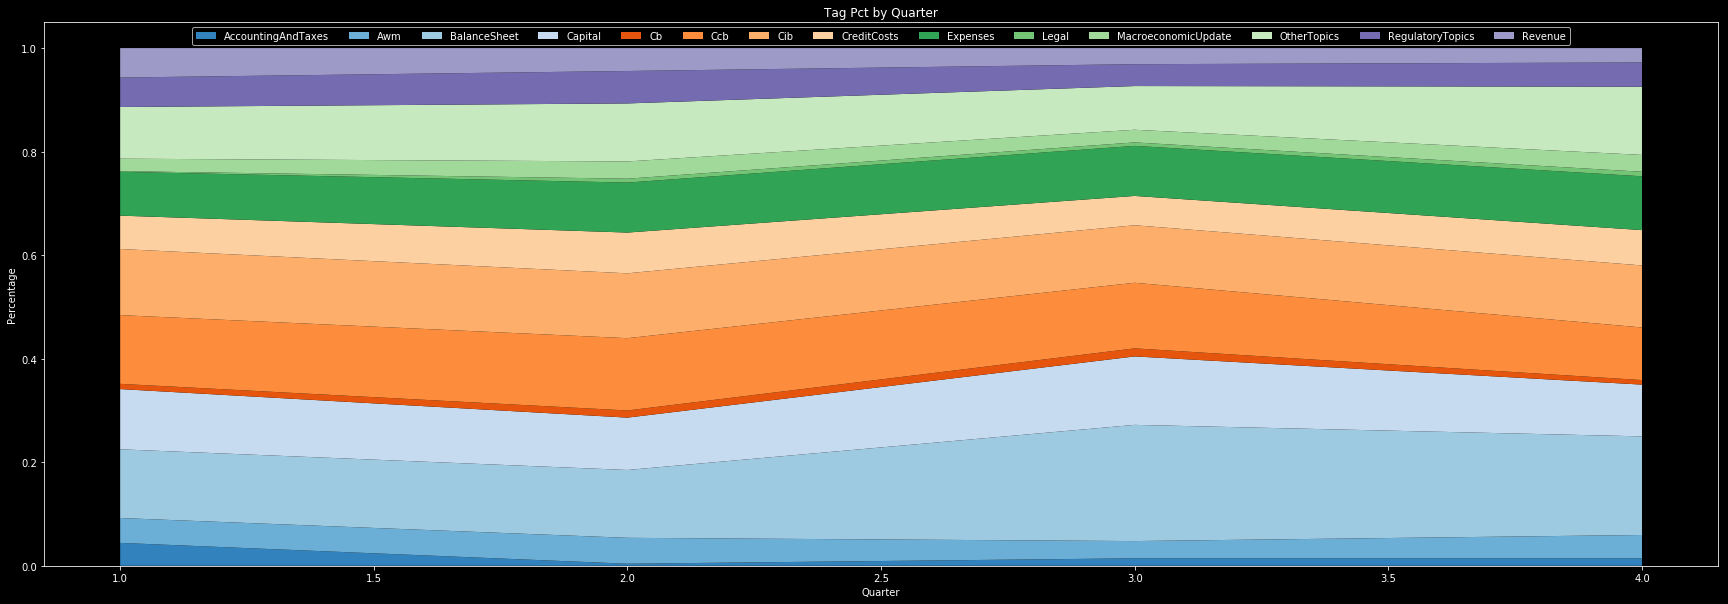 Tag Pct by Quarter
AccountingAndTaxes Awm BalanceSheet Capital Cb Ccb Cib CreditCosts Expenses Legal MacroeconomicUpdate OtherTopics RegulatoryTopics Revenue
1.0
0.8
0.6
0.4
0.2
0.0
Percentage
1.0 1.5 2.0 2.5 3.0 3.5 4.0
Quarter